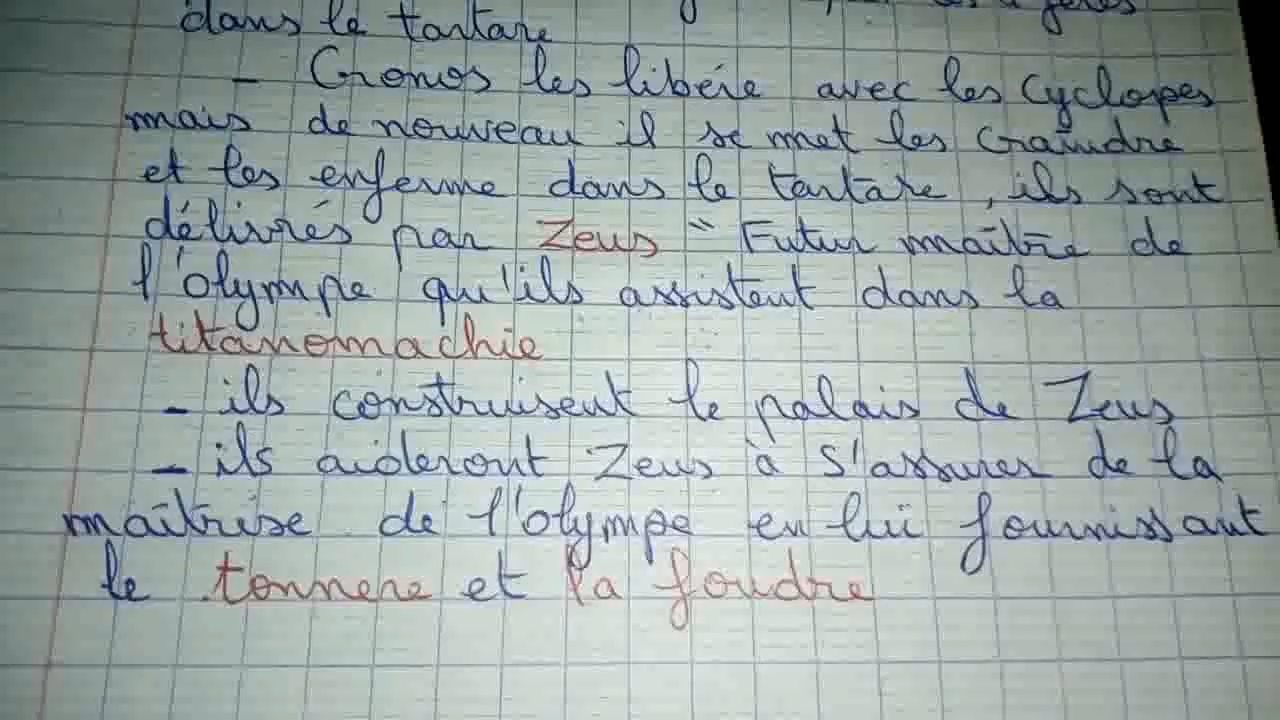 dans le tartare
- Cronos les libére avec les cyclopes
mais de nouveau il se met les craindre
et les enferme dans le tartare, ils sont
délivrés par Zeus " Futur maître de
l'olympe qu'ils assistent dans la
titanomachie
- ils construisent le palais de Zeus
- ils aideront Zeus à s'assurer de la
maîtrise de l'olympe en lui fournissant
le tonnere et la foudre